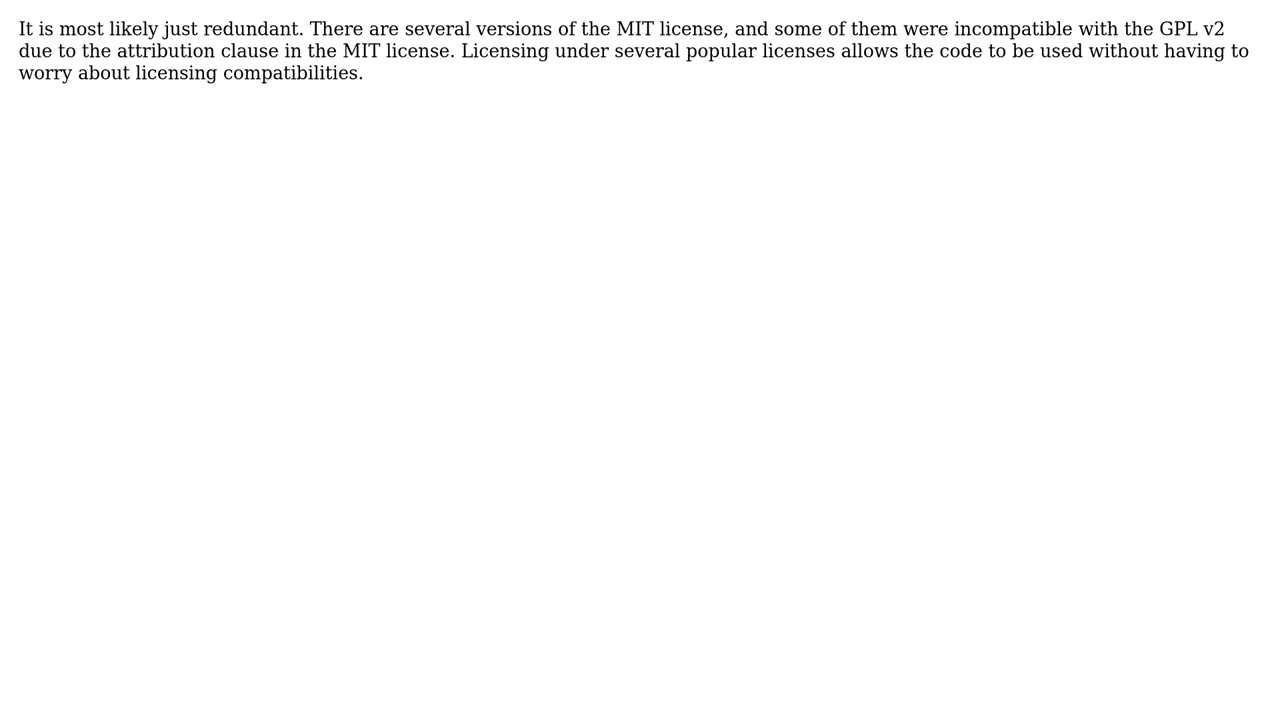 It is most likely just redundant. There are several versions of the MIT license, and some of them were incompatible with the GPL v2
due to the attribution clause in the MIT license. Licensing under several popular licenses allows the code to be used without having to
worry about licensing compatibilities.